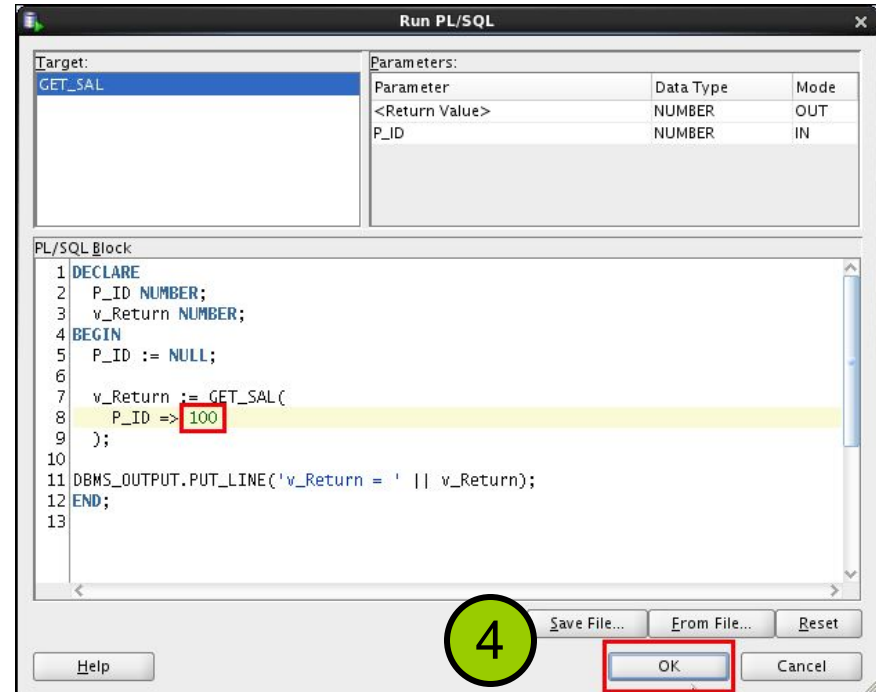 Run PL/SQL
Target:
GET_SAL
Parameters:
Parameter Data Type Mode
<Return Value> NUMBER OUT
P_ID NUMBER IN
PL/SQL Block
1 DECLARE
2   P_ID NUMBER;
3   v_Return NUMBER;
4 BEGIN
5   P_ID := NULL;
6
7   v_Return := GET_SAL(
8     P_ID => 100
9   );
10
11 DBMS_OUTPUT.PUT_LINE('v_Return = ' || v_Return);
12 END;
13
4
Save File... From File... Reset
Help OK Cancel